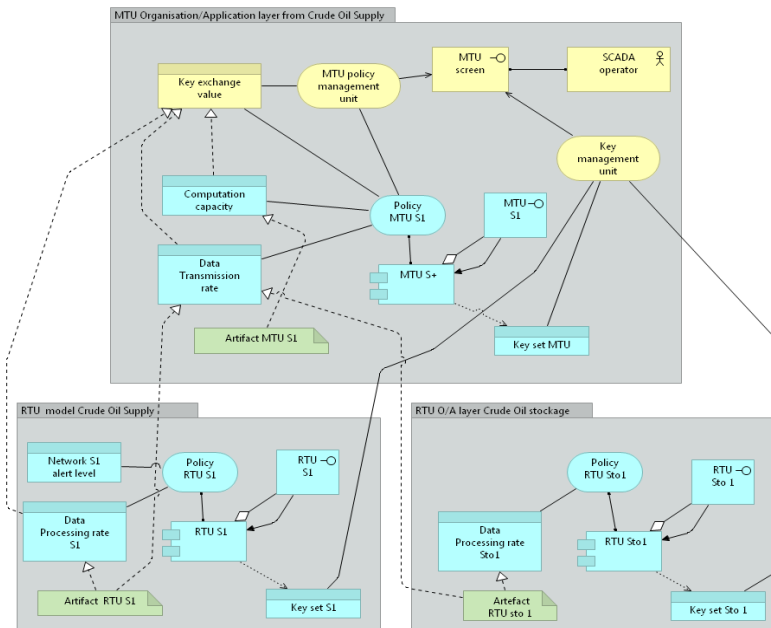 MTU Organisation/Application layer from Crude Oil Supply
MTU
screen
SCADA
operator
Key exchange
value
MTU policy
management
unit
Key
management
unit
Computation
capacity
Policy
MTU S1
MTU
S1
Data
Transmission
rate
MTU S+
Artifact MTU S1
Key set MTU
RTU model Crude Oil Supply
Network S1
alert level
Policy
RTU S1
RTU
S1
Data
Processing rate
S1
RTU S1
Artifact RTU S1
Key set S1
RTU O/A layer Crude Oil stockage
Policy
RTU Sto1
RTU
Sto 1
Data
Processing rate
Sto1
RTU Sto1
Artefact
RTU sto 1
Key set Sto 1